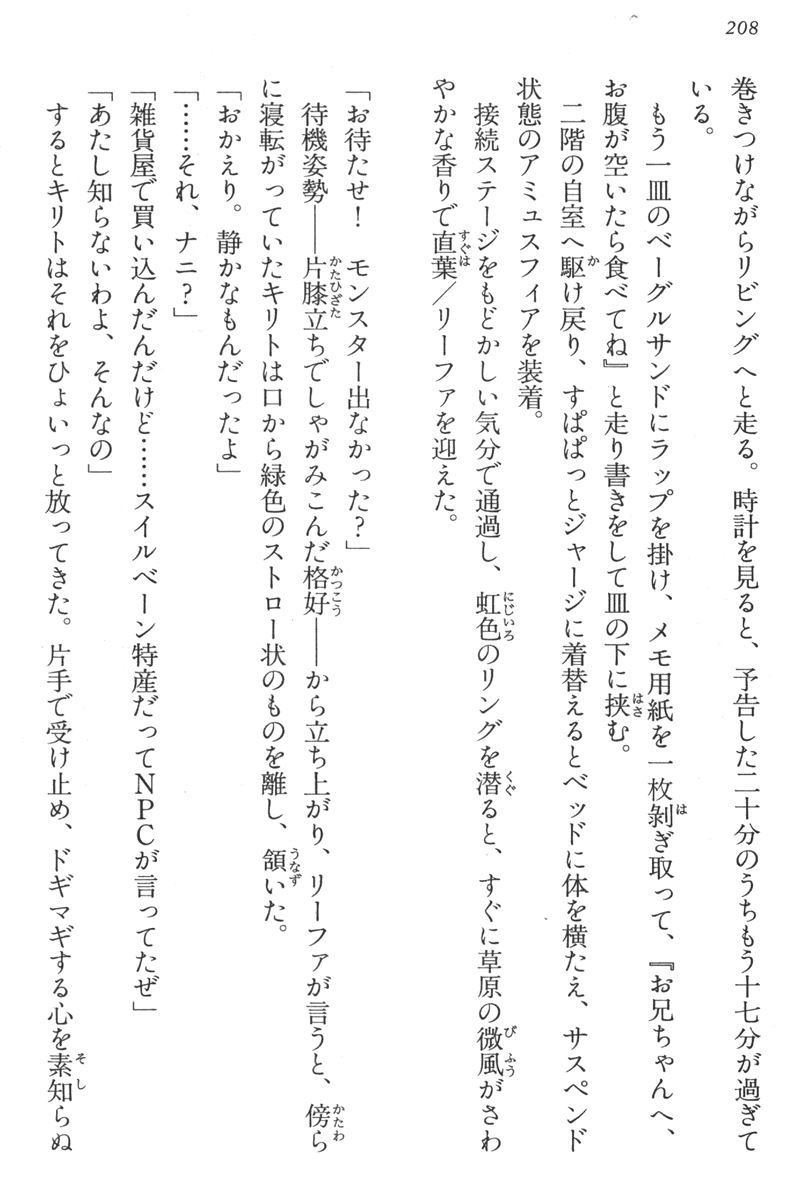 208
巻きつけながらリビングへと走る。時計を見ると、予告した二十分のうちもう十七分が過ぎて
いる。
もう一皿のベーグルサンドにラップを掛け、メモ用紙を一枚剥ぎ取って、『お兄ちゃんへ、
お腹が空いたら食べてね』と走り書きをして皿の下に挟む。
二階の自室へ駆け戻り、すぱぱっとジャージに着替えるとベッドに体を横たえ、サスペンド
状態のアミュスフィアを装着。
接続ステージをもどかしい気分で通過し、虹色のリングを潜ると、すぐに草原の微風がさわ
やかな香りで直葉／リーファを迎えた。
「お待たせ！　モンスター出なかった？」
待機姿勢――片膝立ちでしゃがみこんだ格好――から立ち上がり、リーファが言うと、傍ら
に寝転がっていたキリトは口から緑色のストロー状のものを離し、頷いた。
「おかえり。静かなもんだったよ」
「……それ、ナニ？」
「雑貨屋で買い込んだんだけど……スイルベーン特産だってNPCが言ってたぜ」
「あたし知らないわよ、そんなの」
するとキリトはそれをひょいっと放ってきた。片手で受け止め、ドギマギする心を素知らぬ